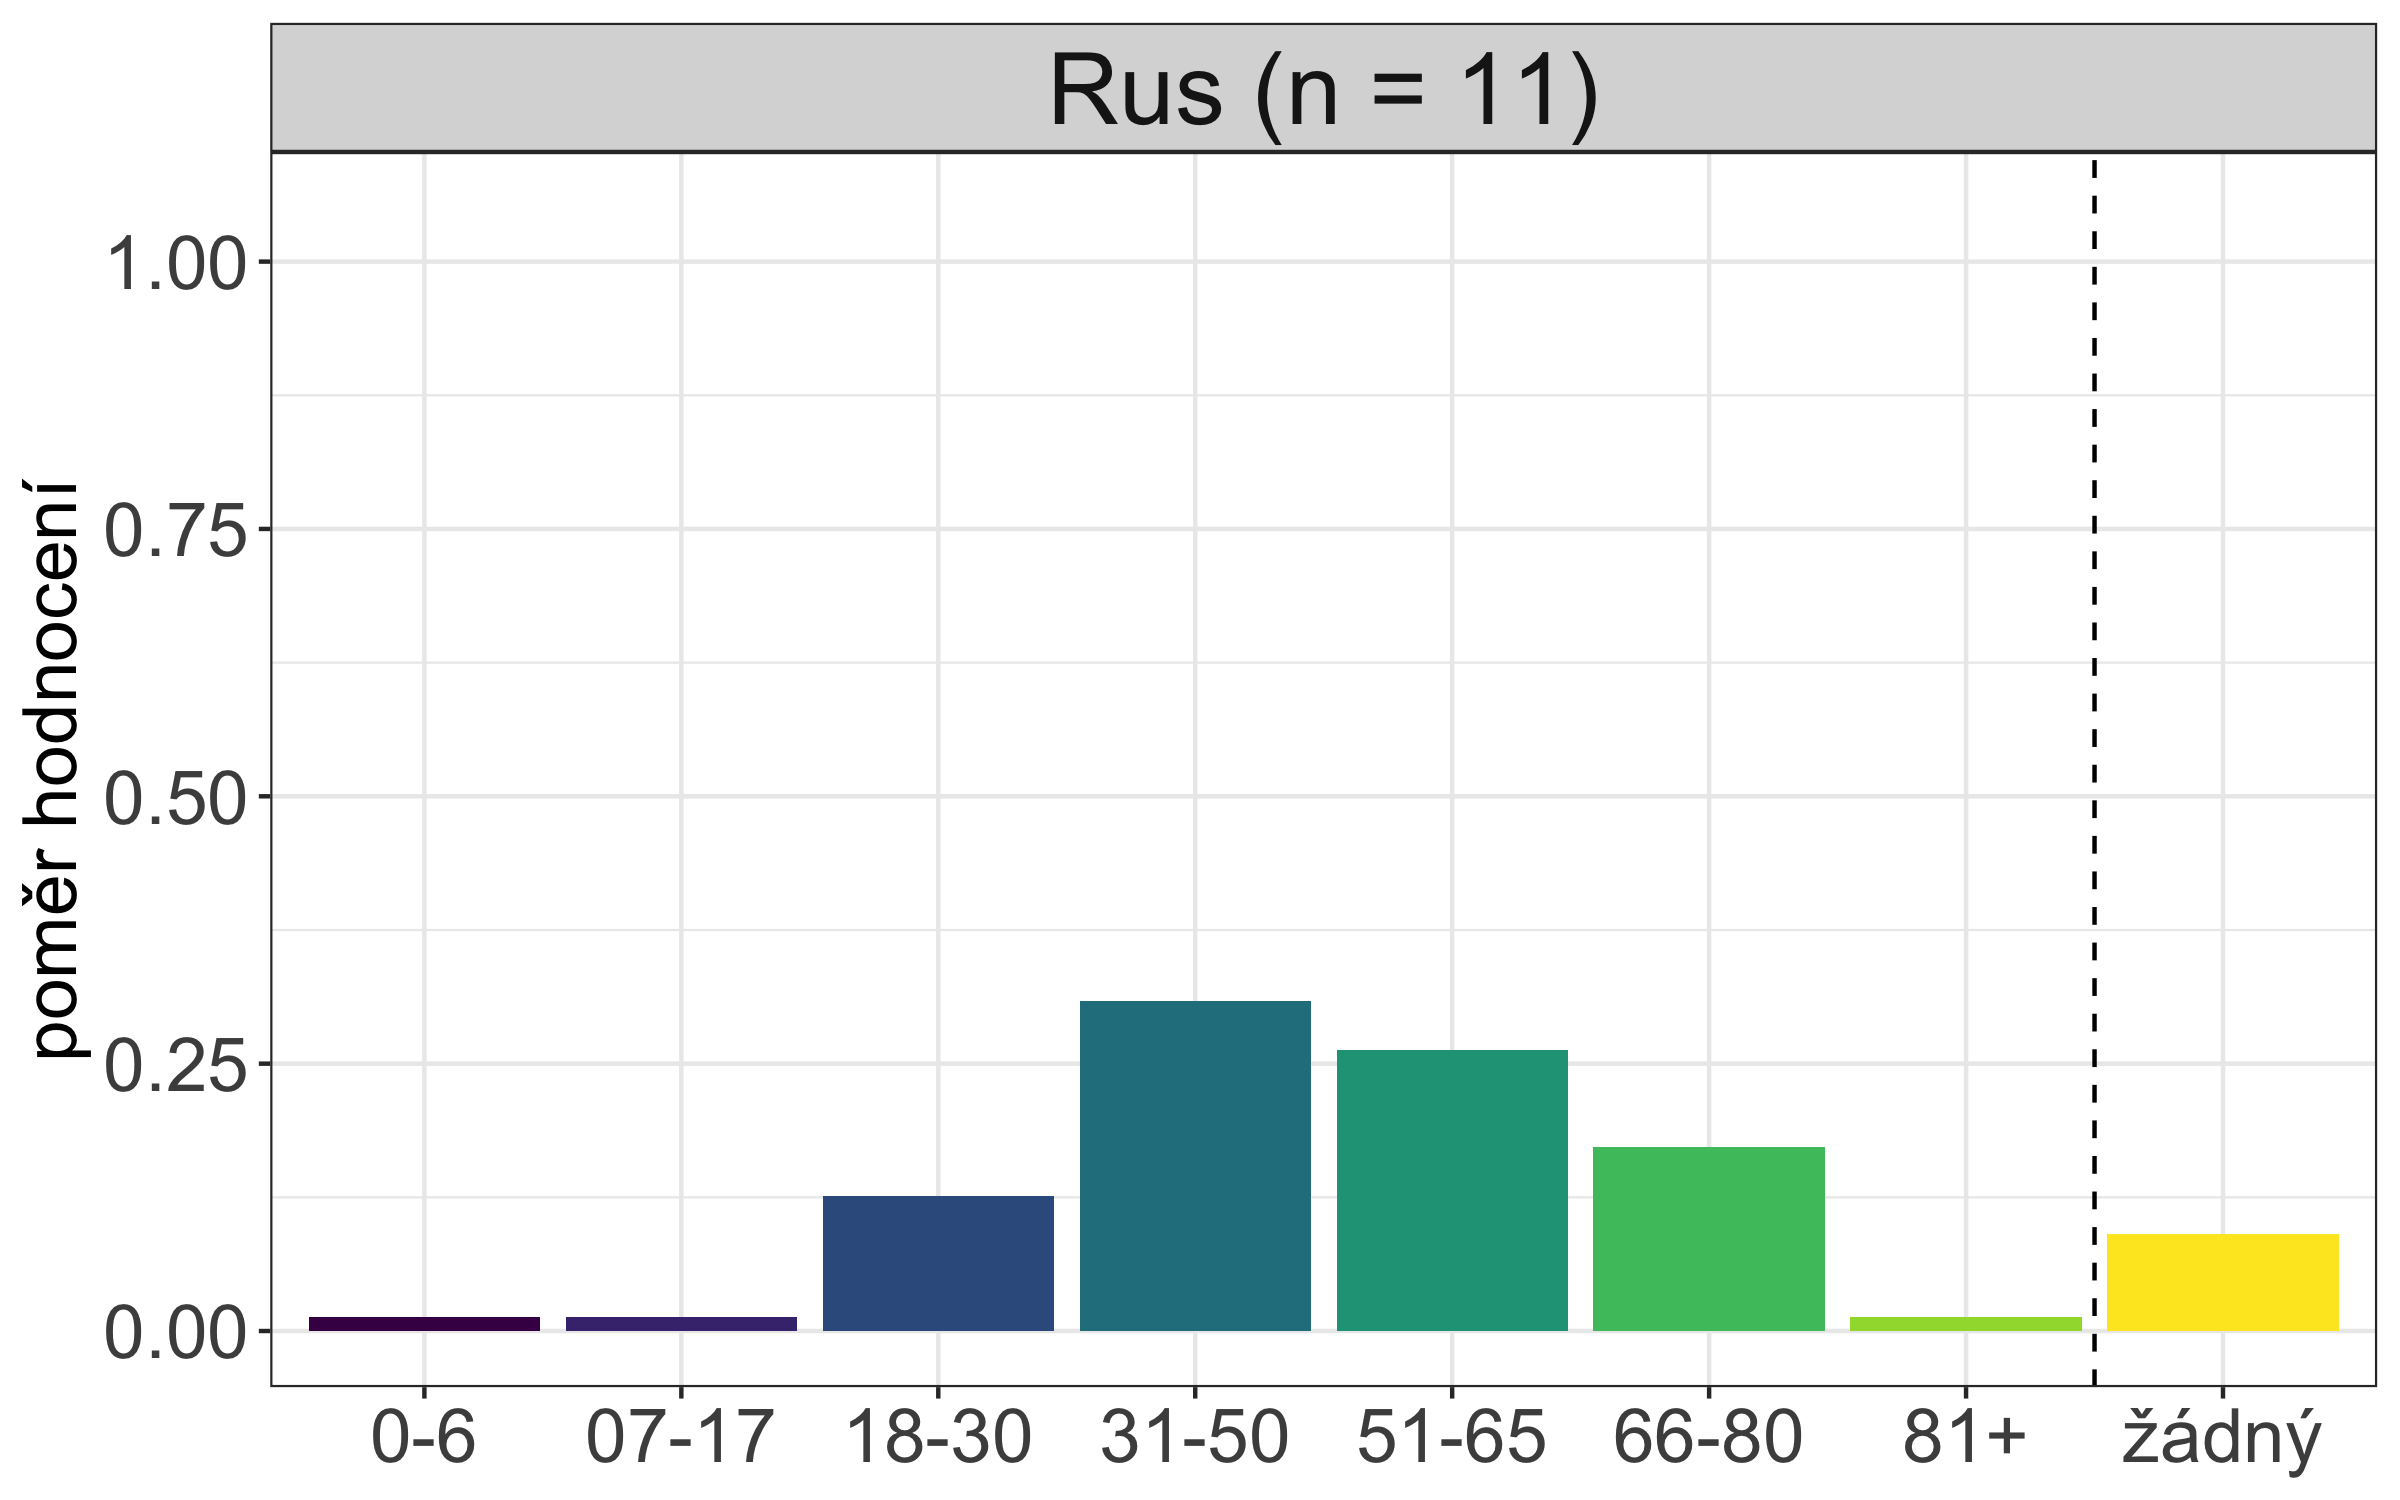 Rus (n = 11)
poměr hodnocení
1.00
0.75
0.50
0.25
0.00
0-6 07-17 18-30 31-50 51-65 66-80 81+ žádný